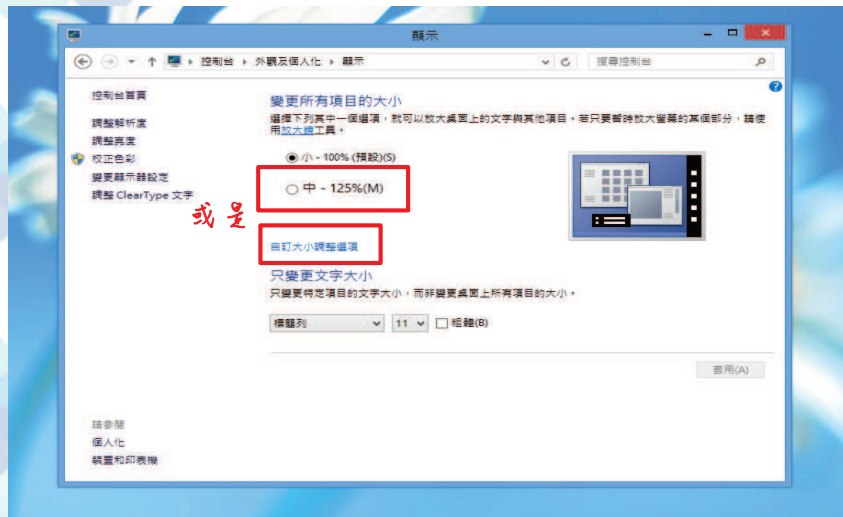 顯示
控制台 ▸ 外觀及個人化 ▸ 顯示
搜尋控制台
控制台首頁
調整解析度
調整亮度
校正色彩
變更顯示器設定
調整 ClearType 文字
變更所有項目的大小
選擇下列其中一個選項，就可以放大桌面上的文字與其他項目。若只要暫時放大螢幕的某個部分，請使
用放大鏡工具。
小 - 100% (預設)(S)
中 - 125%(M)
或是
自訂大小調整選項
只變更文字大小
只變更特定項目的文字大小，而非變更桌面上所有項目的大小。
標題列 11 粗體(B)
套用(A)
請參閱
個人化
裝置和印表機